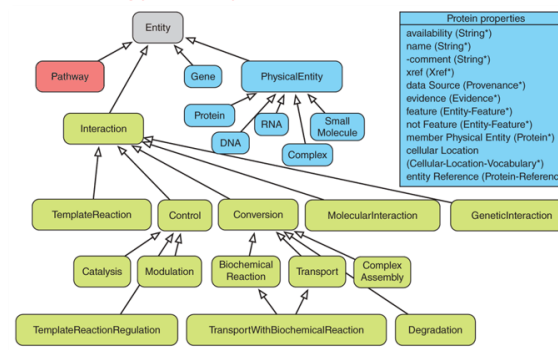 Entity
Protein properties
availability (String*)
name (String*)
-comment (String*)
xref (Xref*)
data Source (Provenance*)
evidence (Evidence*)
feature (Entity-Feature*)
not Feature (Entity-Feature*)
member Physical Entity (Protein*)
cellular Location
(Cellular-Location-Vocabulary*)
entity Reference (Protein-Referenc
Pathway
Gene
PhysicalEntity
Protein
DNA
RNA
Small
Molecule
Complex
Interaction
TemplateReaction
Control
Conversion
MolecularInteraction
GeneticInteraction
Catalysis
Modulation
Biochemical
Reaction
Transport
Complex
Assembly
TemplateReactionRegulation
TransportWithBiochemicalReaction
Degradation